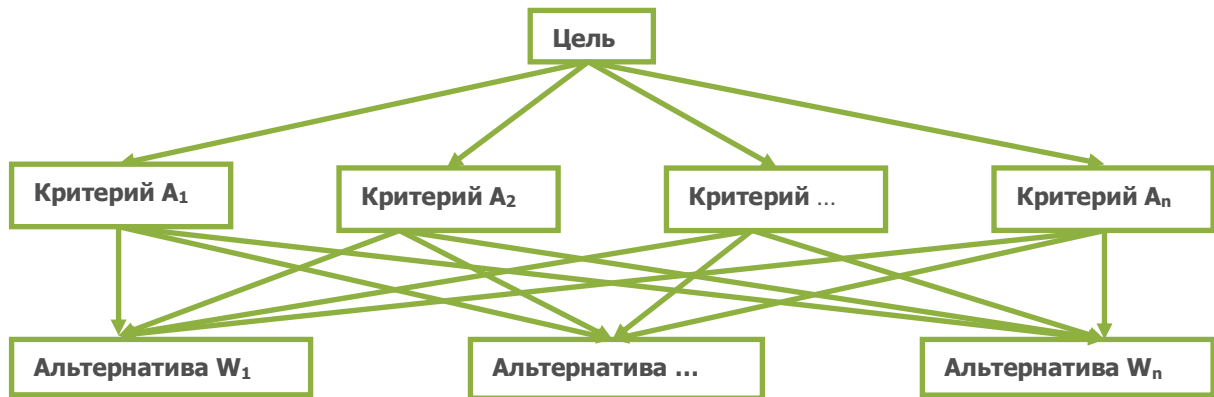 Цель
Критерий A₁
Критерий A₂
Критерий ...
Критерий Aₙ
Альтернатива W₁
Альтернатива ...
Альтернатива Wₙ